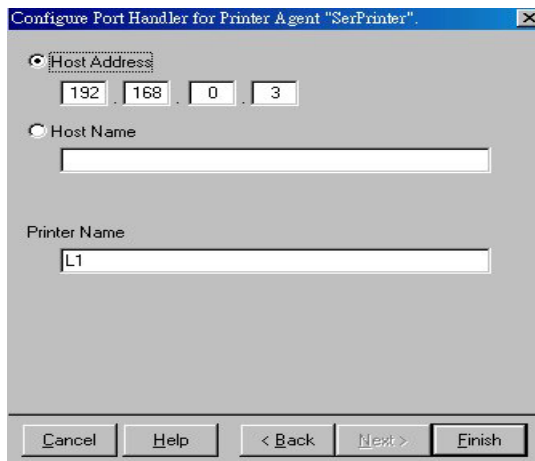 Configure Port Handler for Printer Agent "SerPrinter".
Host Address
192 . 168 . 0 . 3
Host Name
Printer Name
L1
Cancel Help < Back Next > Finish